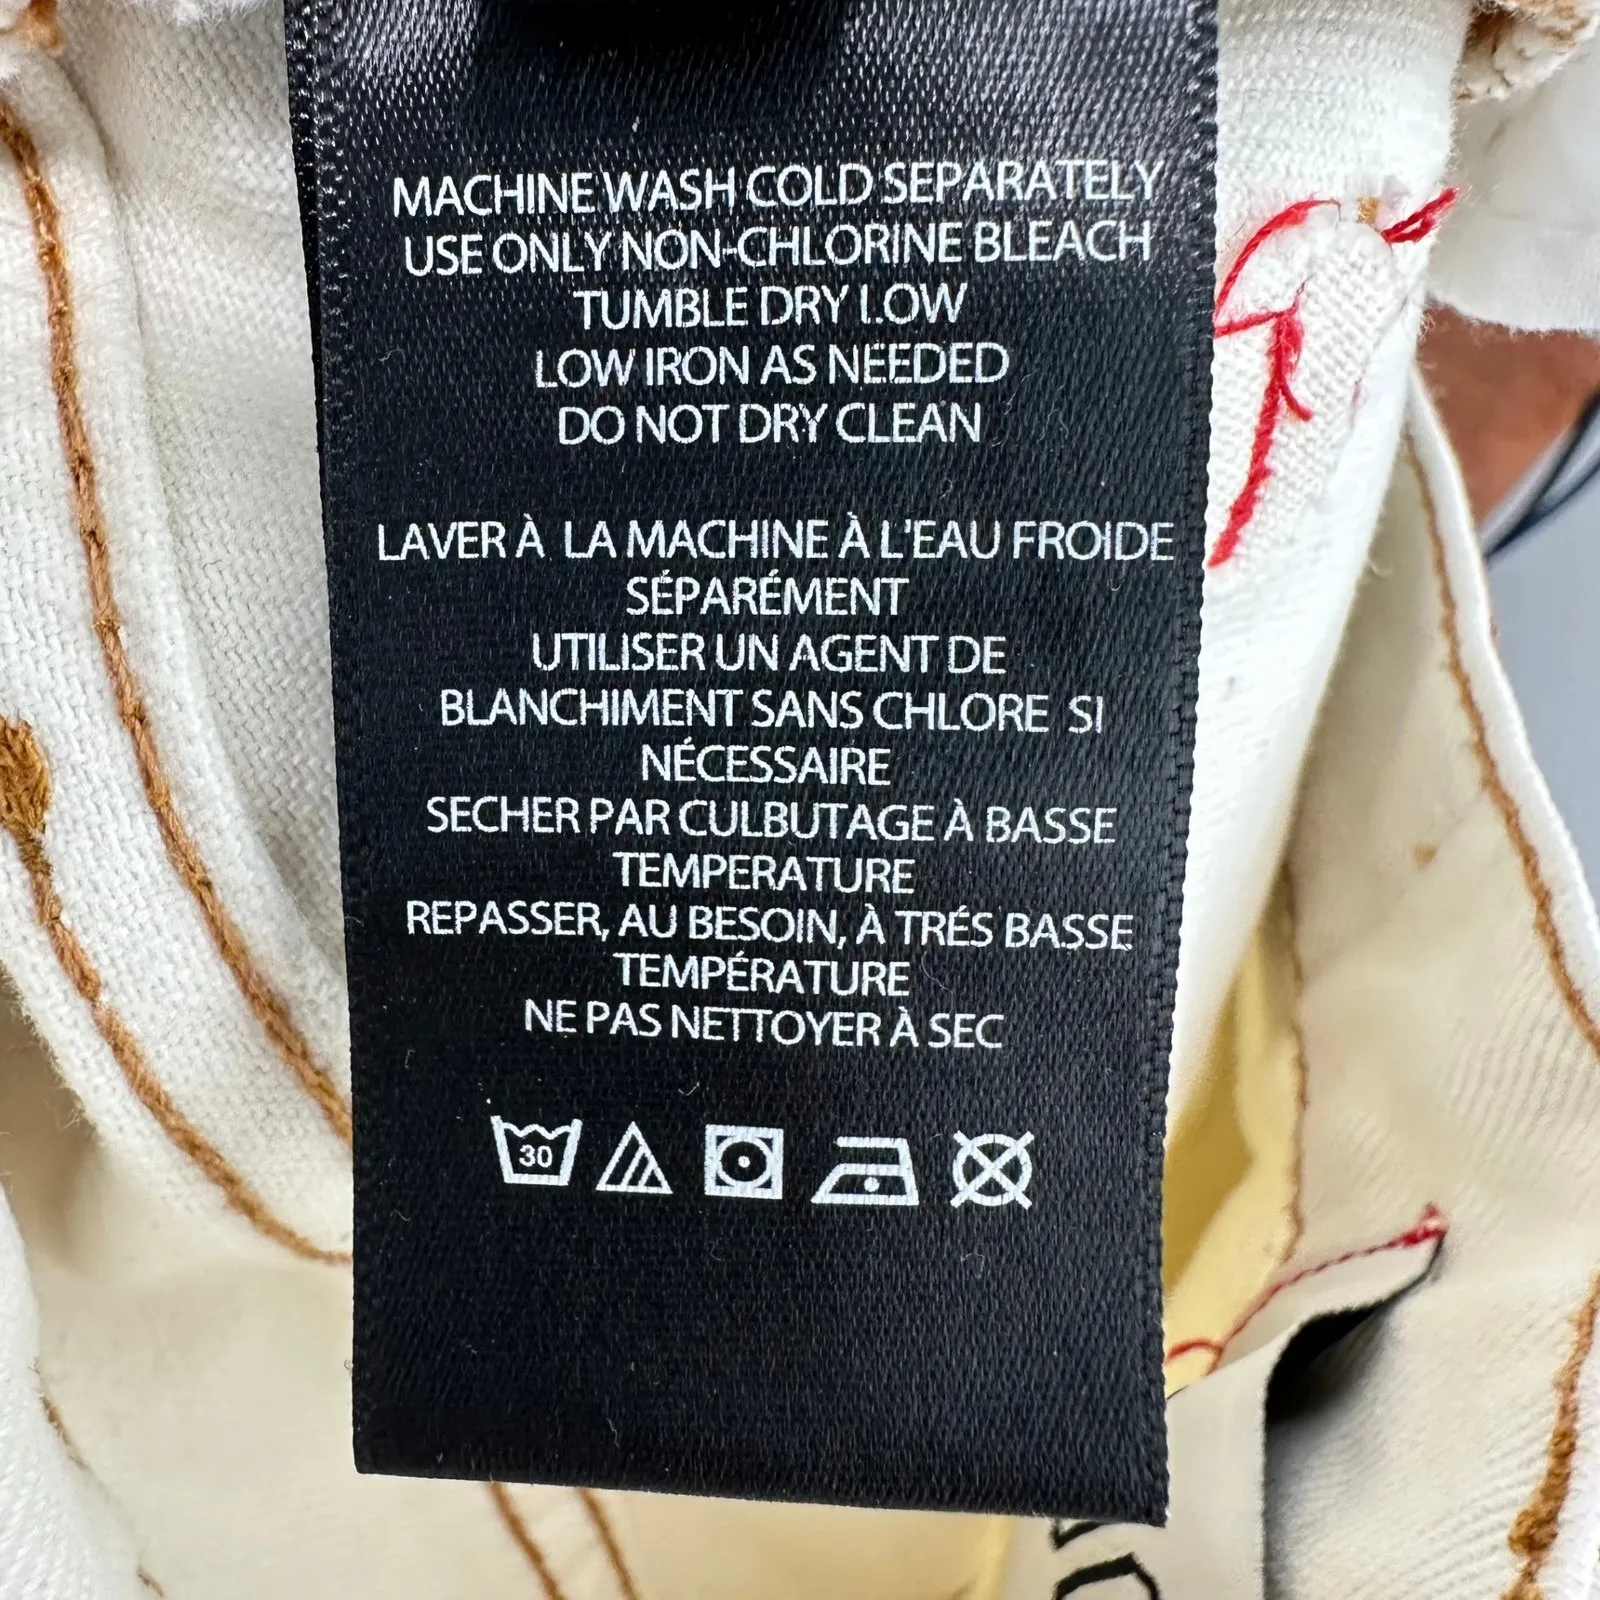 MACHINE WASH COLD SEPARATELY
USE ONLY NON-CHLORINE BLEACH
TUMBLE DRY LOW
LOW IRON AS NEEDED
DO NOT DRY CLEAN
LAVER À LA MACHINE À L'EAU FROIDE
SÉPARÉMENT
UTILISER UN AGENT DE
BLANCHIMENT SANS CHLORE SI
NÉCESSAIRE
SECHER PAR CULBUTAGE À BASSE
TEMPERATURE
REPASSER, AU BESOIN, À TRÉS BASSE
TEMPÉRATURE
NE PAS NETTOYER À SEC
30